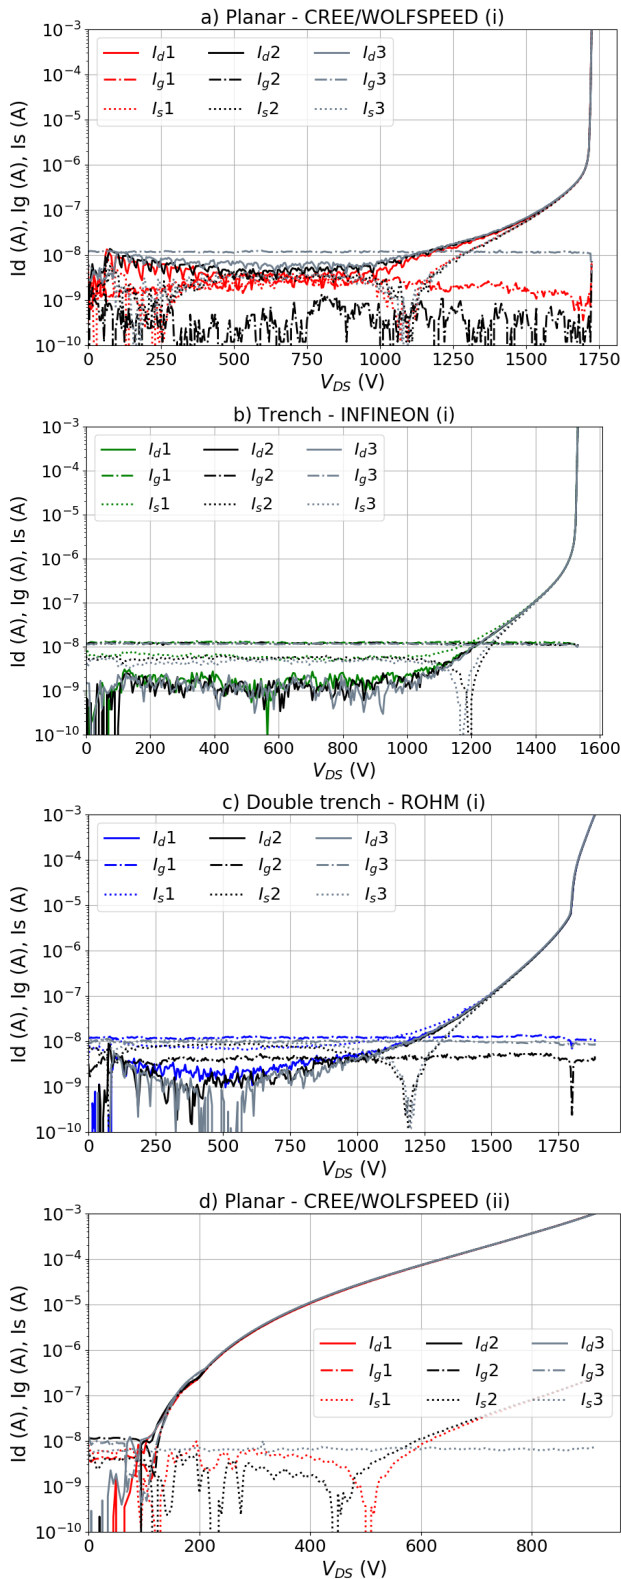 a) Planar - CREE/WOLFSPEED (i)
10⁻³
10⁻⁴
10⁻⁵
10⁻⁶
10⁻⁷
10⁻⁸
10⁻⁹
10⁻¹⁰
Id (A), Ig (A), Is (A)
I_d1 I_d2 I_d3
I_g1 I_g2 I_g3
I_s1 I_s2 I_s3
0 250 500 750 1000 1250 1500 1750
V_DS (V)
b) Trench - INFINEON (i)
10⁻³
10⁻⁴
10⁻⁵
10⁻⁶
10⁻⁷
10⁻⁸
10⁻⁹
10⁻¹⁰
Id (A), Ig (A), Is (A)
I_d1 I_d2 I_d3
I_g1 I_g2 I_g3
I_s1 I_s2 I_s3
0 200 400 600 800 1000 1200 1400 1600
V_DS (V)
c) Double trench - ROHM (i)
10⁻³
10⁻⁴
10⁻⁵
10⁻⁶
10⁻⁷
10⁻⁸
10⁻⁹
10⁻¹⁰
Id (A), Ig (A), Is (A)
I_d1 I_d2 I_d3
I_g1 I_g2 I_g3
I_s1 I_s2 I_s3
0 250 500 750 1000 1250 1500 1750
V_DS (V)
d) Planar - CREE/WOLFSPEED (ii)
10⁻³
10⁻⁴
10⁻⁵
10⁻⁶
10⁻⁷
10⁻⁸
10⁻⁹
10⁻¹⁰
Id (A), Ig (A), Is (A)
I_d1 I_d2 I_d3
I_g1 I_g2 I_g3
I_s1 I_s2 I_s3
0 200 400 600 800
V_DS (V)